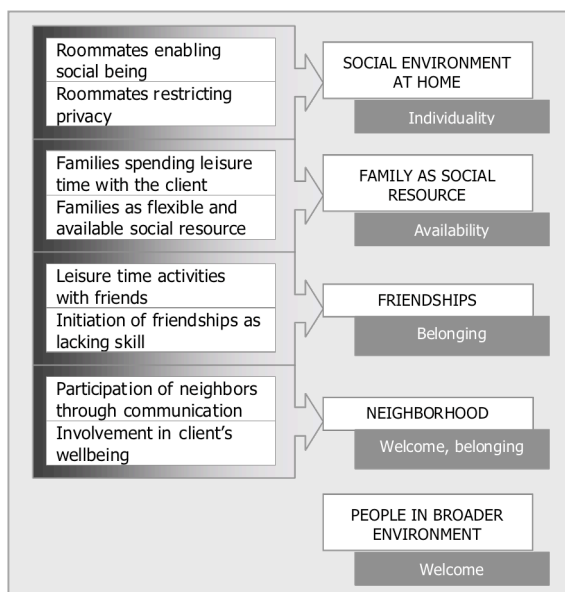 Roommates enabling
social being
Roommates restricting
privacy
SOCIAL ENVIRONMENT
AT HOME
Individuality
Families spending leisure
time with the client
Families as flexible and
available social resource
FAMILY AS SOCIAL
RESOURCE
Availability
Leisure time activities
with friends
Initiation of friendships as
lacking skill
FRIENDSHIPS
Belonging
Participation of neighbors
through communication
Involvement in client's
wellbeing
NEIGHBORHOOD
Welcome, belonging
PEOPLE IN BROADER
ENVIRONMENT
Welcome